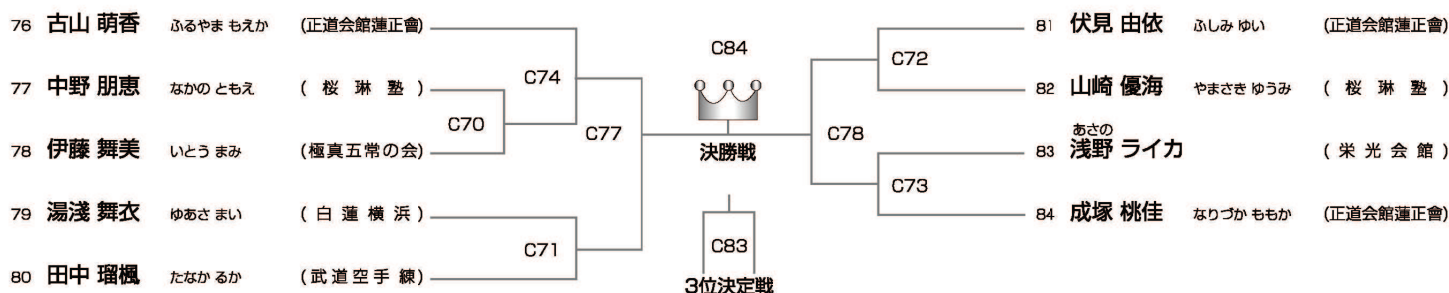 76 古山 萌香 ふるやま もえか (正道会館蓮正會)
77 中野 朋恵 なかの ともえ (桜琳塾)
78 伊藤 舞美 いとう まみ (極真五常の会)
79 湯淺 舞衣 ゆあさ まい (白蓮横浜)
80 田中 瑠楓 たなか るか (武道空手練)
C74
C70
C77
C71
C84
決勝戦
C83
3位決定戦
C72
C78
C73
81 伏見 由依 ふしみ ゆい (正道会館蓮正會)
82 山崎 優海 やまさき ゆうみ (桜琳塾)
あさの
83 浅野 ライカ (栄光会館)
84 成塚 桃佳 なりづか ももか (正道会館蓮正會)